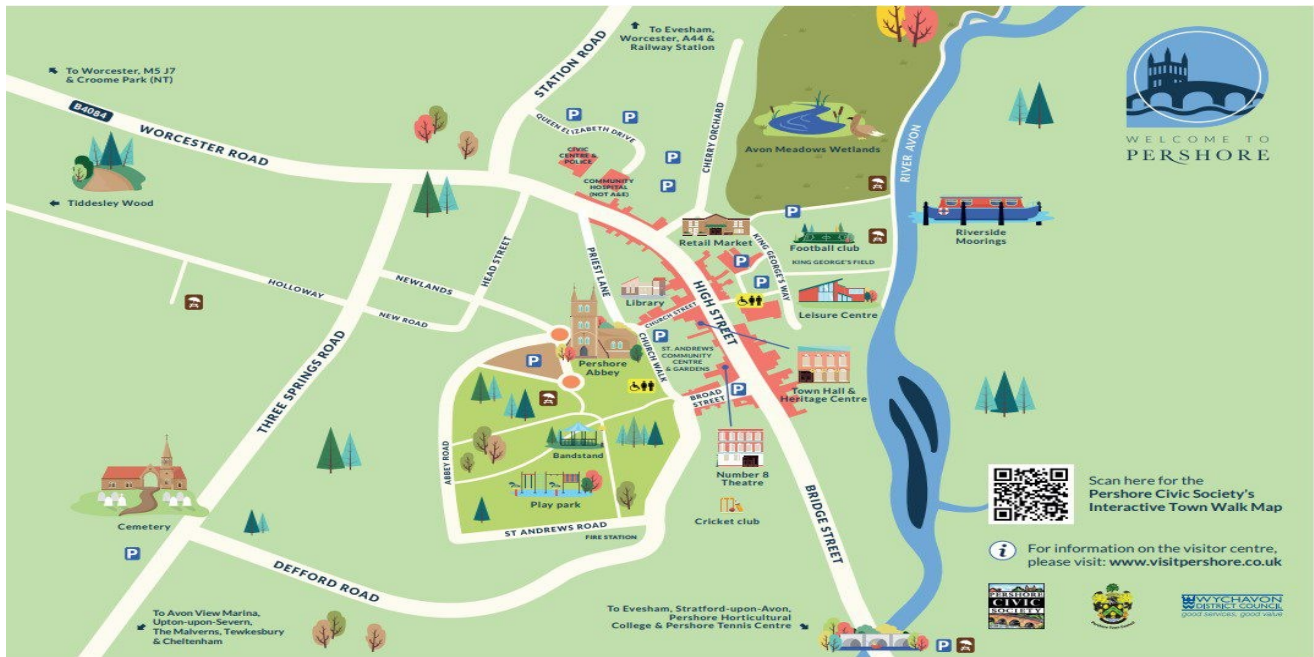 To Evesham,
Worcester, A44 &
Railway Station
To Worcester, M5 J7
& Croome Park (NT)
B4084
WORCESTER ROAD
STATION ROAD
P
P
QUEEN ELIZABETH DRIVE
CIVIC
CENTRE &
POLICE
COMMUNITY
HOSPITAL
(NOT A&E)
P
P
CHERRY ORCHARD
Avon Meadows Wetlands
RIVER AVON
WELCOME TO
PERSHORE
Tiddesley Wood
Riverside
Moorings
P
Retail Market
Football club
KING GEORGE'S FIELD
KING GEORGE'S WAY
P
P
HOLLOWAY
NEWLANDS
NEW ROAD
HEAD STREET
PRIEST LANE
Library
HIGH STREET
CHURCH STREET
Leisure Centre
THREE SPRINGS ROAD
P
Pershore
Abbey
CHURCH WALK
P
ST. ANDREWS
COMMUNITY
CENTRE
& GARDENS
Town Hall &
Heritage Centre
BROAD
STREET
P
ABBEY ROAD
Bandstand
Play park
Number 8
Theatre
Cricket club
BRIDGE STREET
ST ANDREWS ROAD
FIRE STATION
Cemetery
P
DEFFORD ROAD
Scan here for the
Pershore Civic Society's
Interactive Town Walk Map
i
For information on the visitor centre,
please visit: www.visitpershore.co.uk
To Avon View Marina,
Upton-upon-Severn,
The Malverns, Tewkesbury
& Cheltenham
To Evesham, Stratford-upon-Avon,
Pershore Horticultural
College & Pershore Tennis Centre
P
PERSHORE
CIVIC
SOCIETY
Pershore Town Council
WYCHAVON
DISTRICT COUNCIL
good services, good value